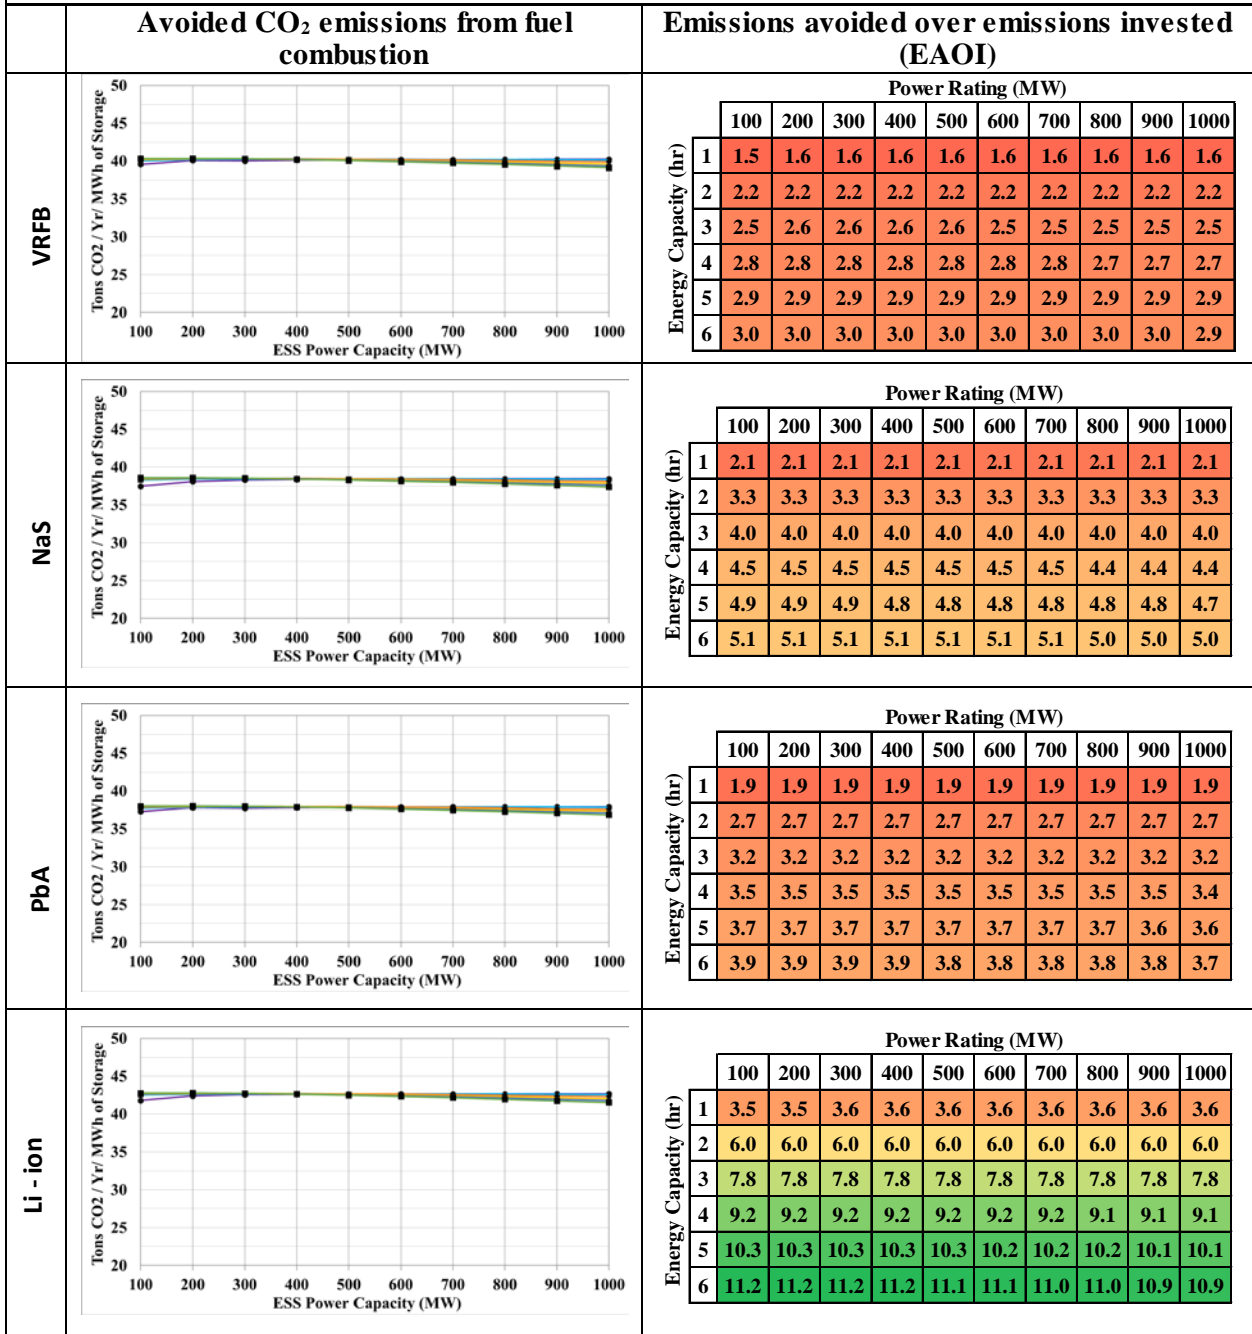 Avoided CO₂ emissions from fuel
combustion
Emissions avoided over emissions invested
(EAOI)
VRFB
Tons CO2 / Yr/ MWh of Storage
50
45
40
35
30
25
20
100 200 300 400 500 600 700 800 900 1000
ESS Power Capacity (MW)
Power Rating (MW)
100 200 300 400 500 600 700 800 900 1000
Energy Capacity (hr)
1 1.5 1.6 1.6 1.6 1.6 1.6 1.6 1.6 1.6 1.6
2 2.2 2.2 2.2 2.2 2.2 2.2 2.2 2.2 2.2 2.2
3 2.5 2.6 2.6 2.6 2.6 2.5 2.5 2.5 2.5 2.5
4 2.8 2.8 2.8 2.8 2.8 2.8 2.8 2.7 2.7 2.7
5 2.9 2.9 2.9 2.9 2.9 2.9 2.9 2.9 2.9 2.9
6 3.0 3.0 3.0 3.0 3.0 3.0 3.0 3.0 3.0 2.9
NaS
Tons CO2 / Yr/ MWh of Storage
50
45
40
35
30
25
20
100 200 300 400 500 600 700 800 900 1000
ESS Power Capacity (MW)
Power Rating (MW)
100 200 300 400 500 600 700 800 900 1000
Energy Capacity (hr)
1 2.1 2.1 2.1 2.1 2.1 2.1 2.1 2.1 2.1 2.1
2 3.3 3.3 3.3 3.3 3.3 3.3 3.3 3.3 3.3 3.3
3 4.0 4.0 4.0 4.0 4.0 4.0 4.0 4.0 4.0 4.0
4 4.5 4.5 4.5 4.5 4.5 4.5 4.5 4.4 4.4 4.4
5 4.9 4.9 4.9 4.8 4.8 4.8 4.8 4.8 4.8 4.7
6 5.1 5.1 5.1 5.1 5.1 5.1 5.1 5.0 5.0 5.0
PbA
Tons CO2 / Yr/ MWh of Storage
50
45
40
35
30
25
20
100 200 300 400 500 600 700 800 900 1000
ESS Power Capacity (MW)
Power Rating (MW)
100 200 300 400 500 600 700 800 900 1000
Energy Capacity (hr)
1 1.9 1.9 1.9 1.9 1.9 1.9 1.9 1.9 1.9 1.9
2 2.7 2.7 2.7 2.7 2.7 2.7 2.7 2.7 2.7 2.7
3 3.2 3.2 3.2 3.2 3.2 3.2 3.2 3.2 3.2 3.2
4 3.5 3.5 3.5 3.5 3.5 3.5 3.5 3.5 3.5 3.4
5 3.7 3.7 3.7 3.7 3.7 3.7 3.7 3.7 3.6 3.6
6 3.9 3.9 3.9 3.9 3.8 3.8 3.8 3.8 3.8 3.7
Li - ion
Tons CO2 / Yr/ MWh of Storage
50
45
40
35
30
25
20
100 200 300 400 500 600 700 800 900 1000
ESS Power Capacity (MW)
Power Rating (MW)
100 200 300 400 500 600 700 800 900 1000
Energy Capacity (hr)
1 3.5 3.5 3.6 3.6 3.6 3.6 3.6 3.6 3.6 3.6
2 6.0 6.0 6.0 6.0 6.0 6.0 6.0 6.0 6.0 6.0
3 7.8 7.8 7.8 7.8 7.8 7.8 7.8 7.8 7.8 7.8
4 9.2 9.2 9.2 9.2 9.2 9.2 9.2 9.1 9.1 9.1
5 10.3 10.3 10.3 10.3 10.3 10.2 10.2 10.2 10.1 10.1
6 11.2 11.2 11.2 11.2 11.1 11.1 11.0 11.0 10.9 10.9